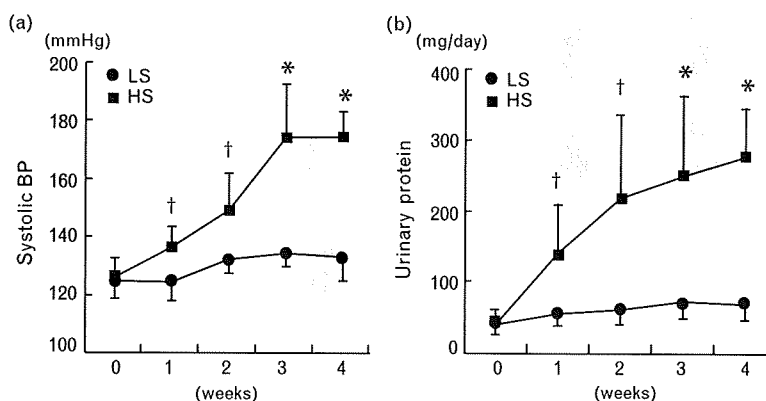 (a)
(mmHg)
200
180
160
140
120
100
Systolic BP
LS
HS
†
†
*
*
0 1 2 3 4
(weeks)
(b)
(mg/day)
400
300
200
100
0
Urinary protein
LS
HS
†
†
*
*
0 1 2 3 4
(weeks)